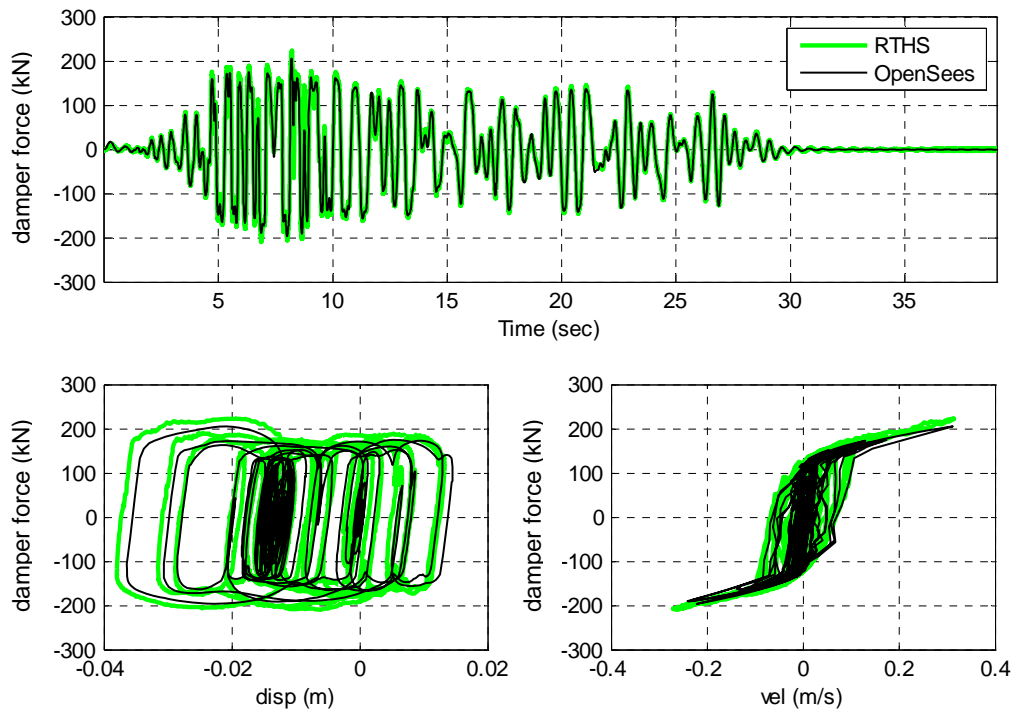 300
200
100
0
-100
-200
-300
damper force (kN)
RTHS
OpenSees
5 10 15 20 25 30 35
Time (sec)
300
200
100
0
-100
-200
-300
damper force (kN)
-0.04 -0.02 0 0.02
disp (m)
300
200
100
0
-100
-200
-300
damper force (kN)
-0.4 -0.2 0 0.2 0.4
vel (m/s)